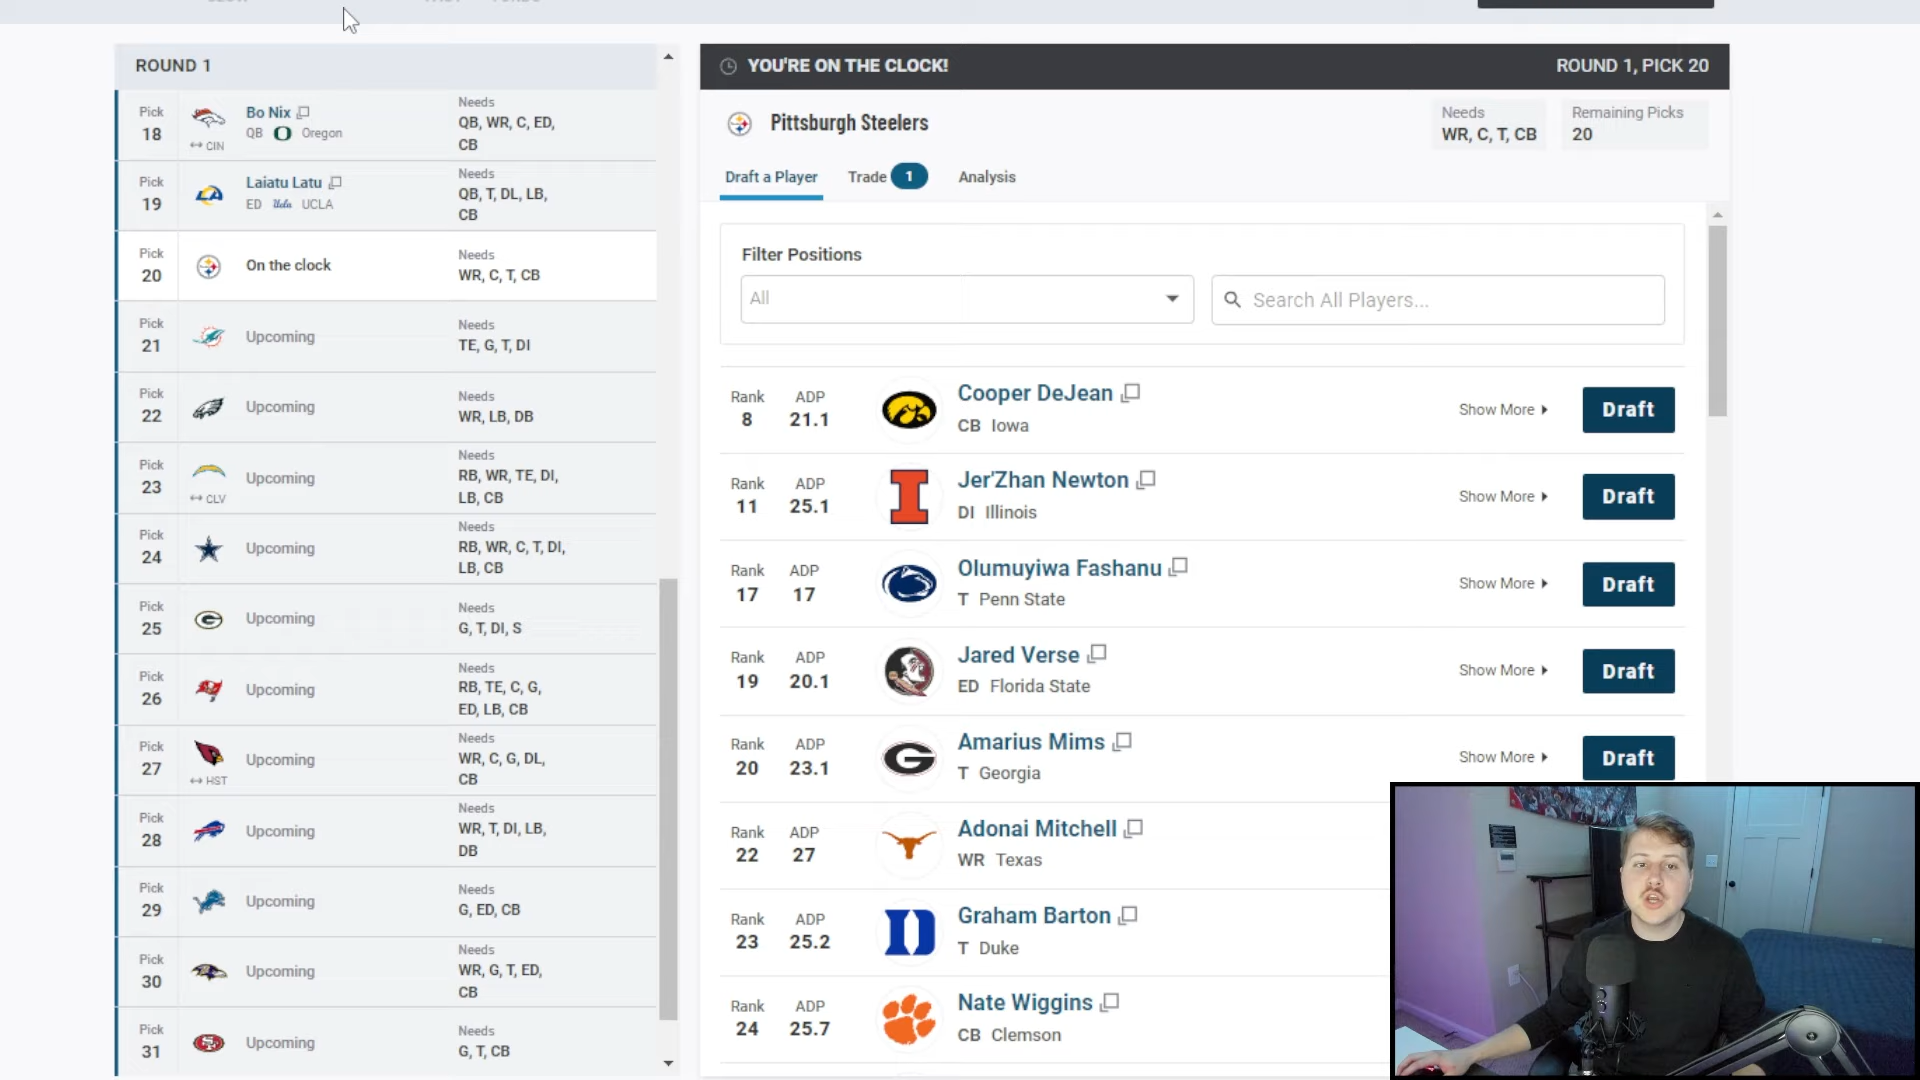 ROUND 1
Pick
18
CIN
Bo Nix
QB Oregon
Needs
QB, WR, C, ED,
CB
Pick
19
Laiatu Latu
ED Ucla UCLA
Needs
QB, T, DL, LB,
CB
Pick
20
On the clock
Needs
WR, C, T, CB
Pick
21
Upcoming
Needs
TE, G, T, DI
Pick
22
Upcoming
Needs
WR, LB, DB
Pick
23
CLV
Upcoming
Needs
RB, WR, TE, DI,
LB, CB
Pick
24
Upcoming
Needs
RB, WR, C, T, DI,
LB, CB
Pick
25
Upcoming
Needs
G, T, DI, S
Pick
26
Upcoming
Needs
RB, TE, C, G,
ED, LB, CB
Pick
27
HST
Upcoming
Needs
WR, C, G, DL,
CB
Pick
28
Upcoming
Needs
WR, T, DI, LB,
DB
Pick
29
Upcoming
Needs
G, ED, CB
Pick
30
Upcoming
Needs
WR, G, T, ED,
CB
Pick
31
Upcoming
Needs
G, T, CB
YOU'RE ON THE CLOCK!
ROUND 1, PICK 20
Pittsburgh Steelers
Needs
WR, C, T, CB
Remaining Picks
20
Draft a Player
Trade 1
Analysis
Filter Positions
All
Search All Players...
Rank
8
ADP
21.1
Cooper DeJean
CB Iowa
Show More
Draft
Rank
11
ADP
25.1
Jer'Zhan Newton
DI Illinois
Show More
Draft
Rank
17
ADP
17
Olumuyiwa Fashanu
T Penn State
Show More
Draft
Rank
19
ADP
20.1
Jared Verse
ED Florida State
Show More
Draft
Rank
20
ADP
23.1
Amarius Mims
T Georgia
Show More
Draft
Rank
22
ADP
27
Adonai Mitchell
WR Texas
Rank
23
ADP
25.2
Graham Barton
T Duke
Rank
24
ADP
25.7
Nate Wiggins
CB Clemson